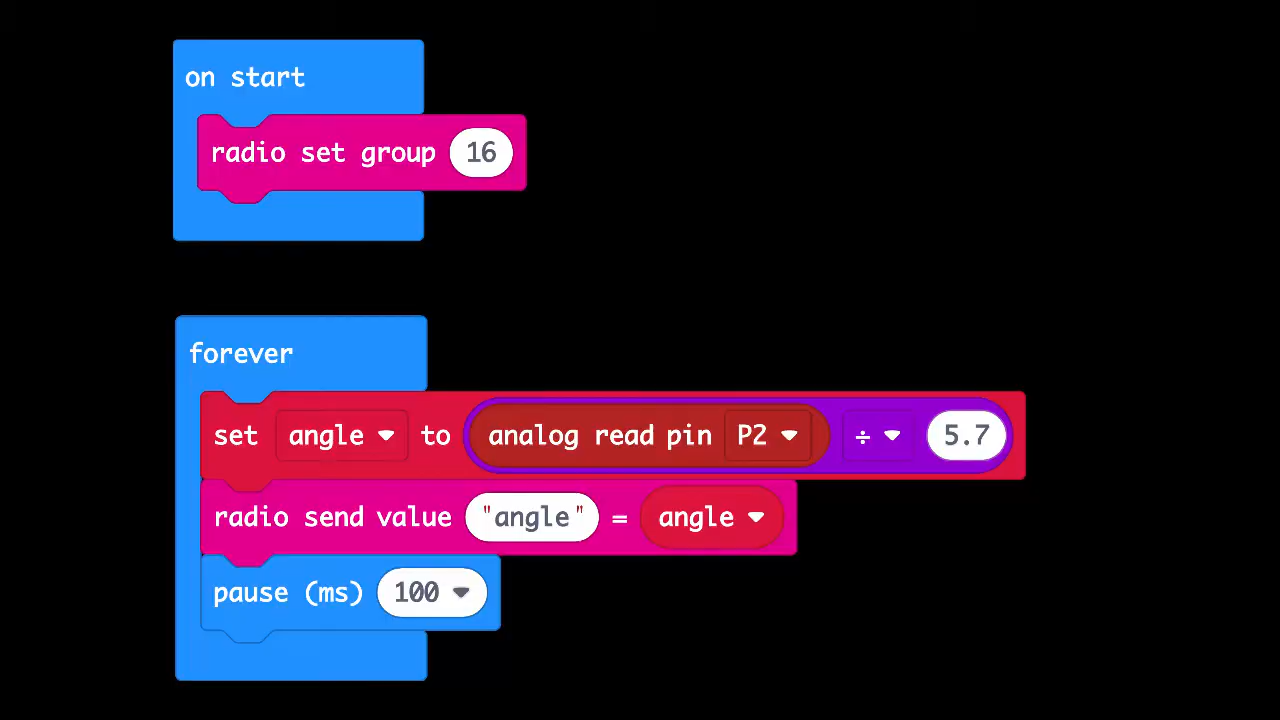 on start
radio set group 16
forever
set angle to analog read pin P2 ÷ 5.7
radio send value "angle" = angle
pause (ms) 100